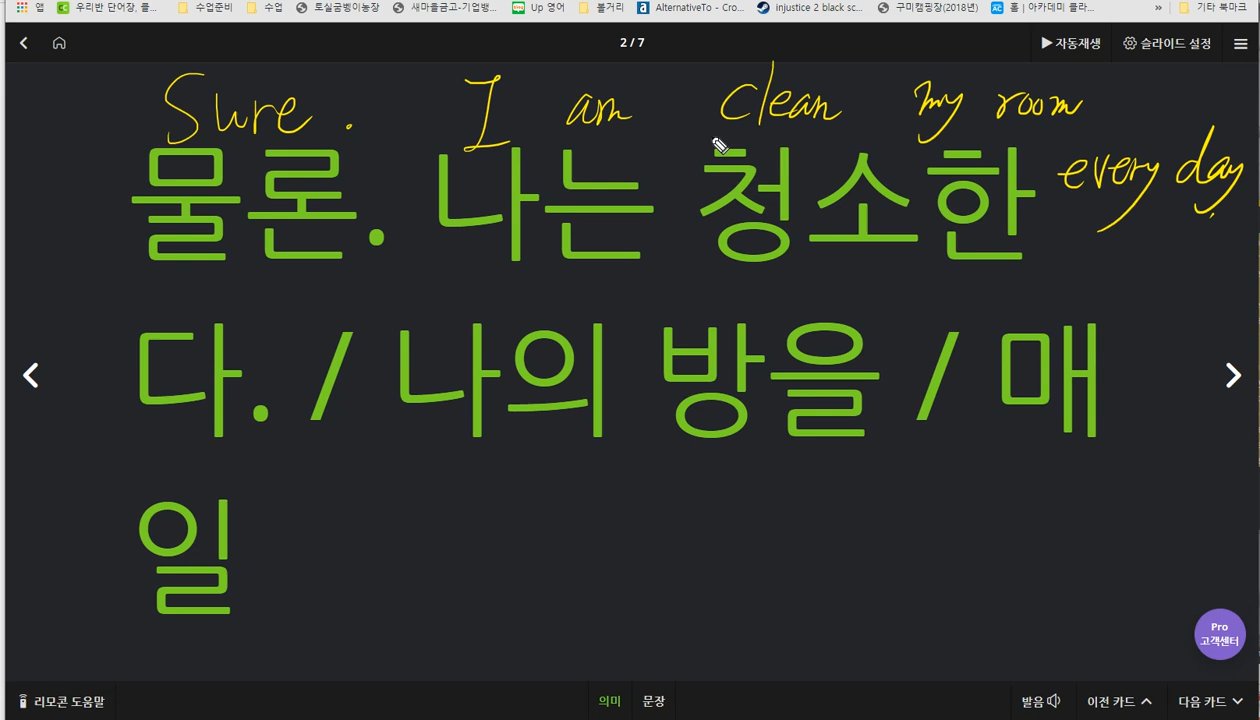 앱 우리반 단어장, 클... 수업준비 수업 토실굼벵이농장 새마을금고-기업뱅... Up 영어 볼거리 AlternativeTo - Cro... injustice 2 black sc... 구미캠핑장(2018년) 홈 | 아카데미 클라... » 기타 북마크
2 / 7 자동재생 슬라이드 설정
Sure. I am clean my room
every day
물론. 나는 청소한
다. / 나의 방을 / 매
일
Pro
고객센터
리모콘 도움말 의미 문장 발음 이전 카드 다음 카드